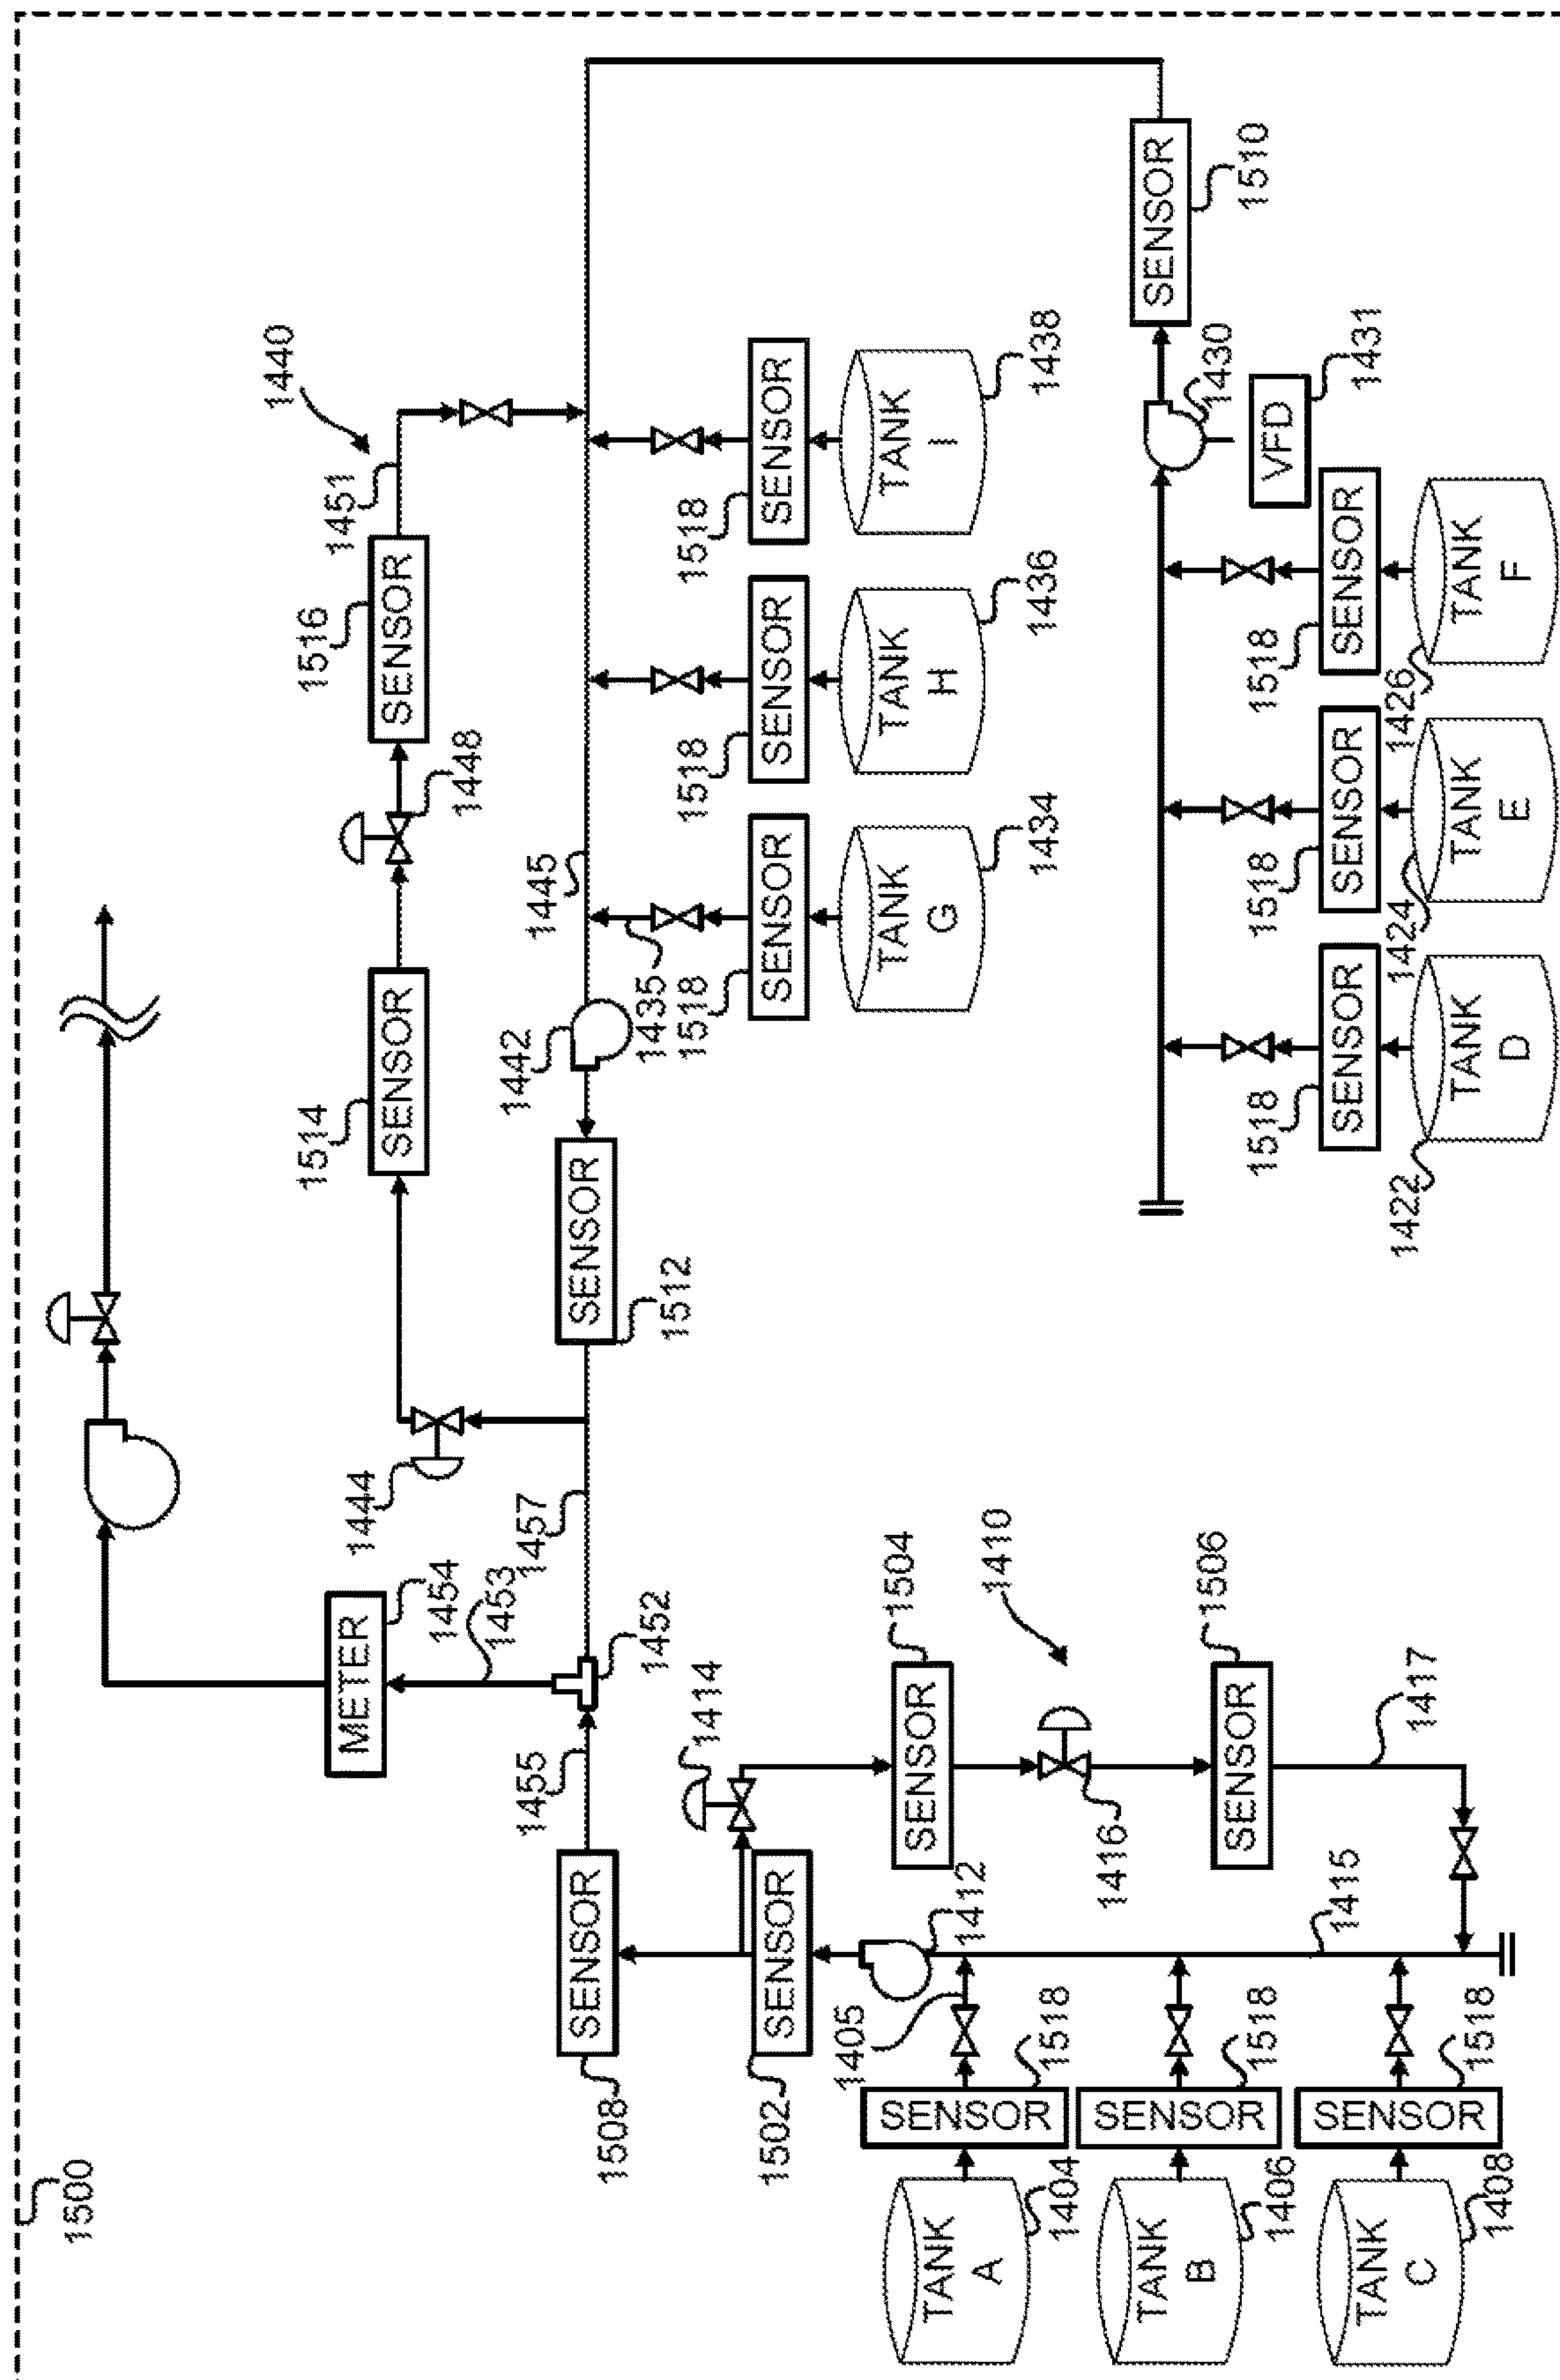 1500
TANK
A
1404
SENSOR
1518
1405
TANK
B
1406
SENSOR
1518
TANK
C
1408
SENSOR
1518
1415
1412
SENSOR
1502
SENSOR
1508
1414
SENSOR
1504
1410
1416
SENSOR
1506
1417
1455
1452
1453
METER
1454
1457
1444
SENSOR
1512
1442
1445
1435
SENSOR
1514
1448
SENSOR
1516
1451
1440
TANK
G
1434
SENSOR
1518
TANK
H
1436
SENSOR
1518
TANK
I
1438
SENSOR
1518
TANK
D
1422
SENSOR
1518
TANK
E
1424
SENSOR
1518
TANK
F
1426
SENSOR
1518
VFD
1431
1430
SENSOR
1510